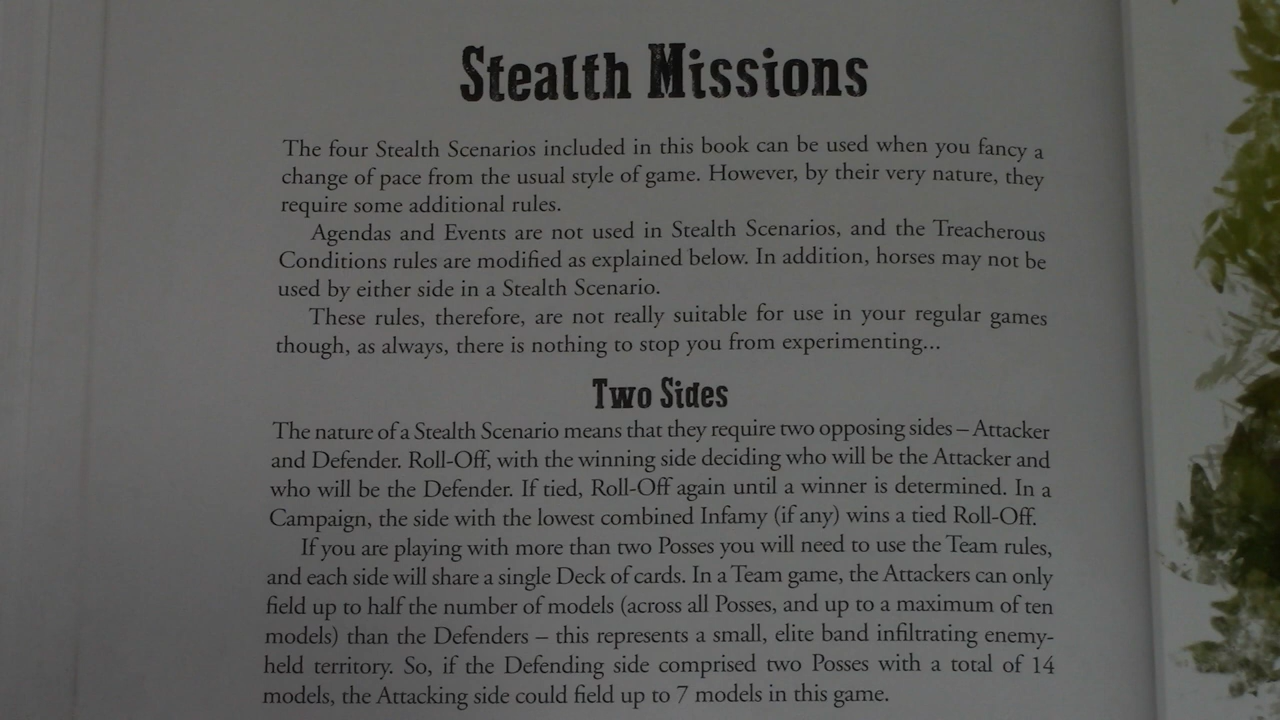 Stealth Missions
The four Stealth Scenarios included in this book can be used when you fancy a
change of pace from the usual style of game. However, by their very nature, they
require some additional rules.
Agendas and Events are not used in Stealth Scenarios, and the Treacherous
Conditions rules are modified as explained below. In addition, horses may not be
used by either side in a Stealth Scenario.
These rules, therefore, are not really suitable for use in your regular games
though, as always, there is nothing to stop you from experimenting...
Two Sides
The nature of a Stealth Scenario means that they require two opposing sides – Attacker
and Defender. Roll-Off, with the winning side deciding who will be the Attacker and
who will be the Defender. If tied, Roll-Off again until a winner is determined. In a
Campaign, the side with the lowest combined Infamy (if any) wins a tied Roll-Off.
If you are playing with more than two Posses you will need to use the Team rules,
and each side will share a single Deck of cards. In a Team game, the Attackers can only
field up to half the number of models (across all Posses, and up to a maximum of ten
models) than the Defenders – this represents a small, elite band infiltrating enemy-
held territory. So, if the Defending side comprised two Posses with a total of 14
models, the Attacking side could field up to 7 models in this game.